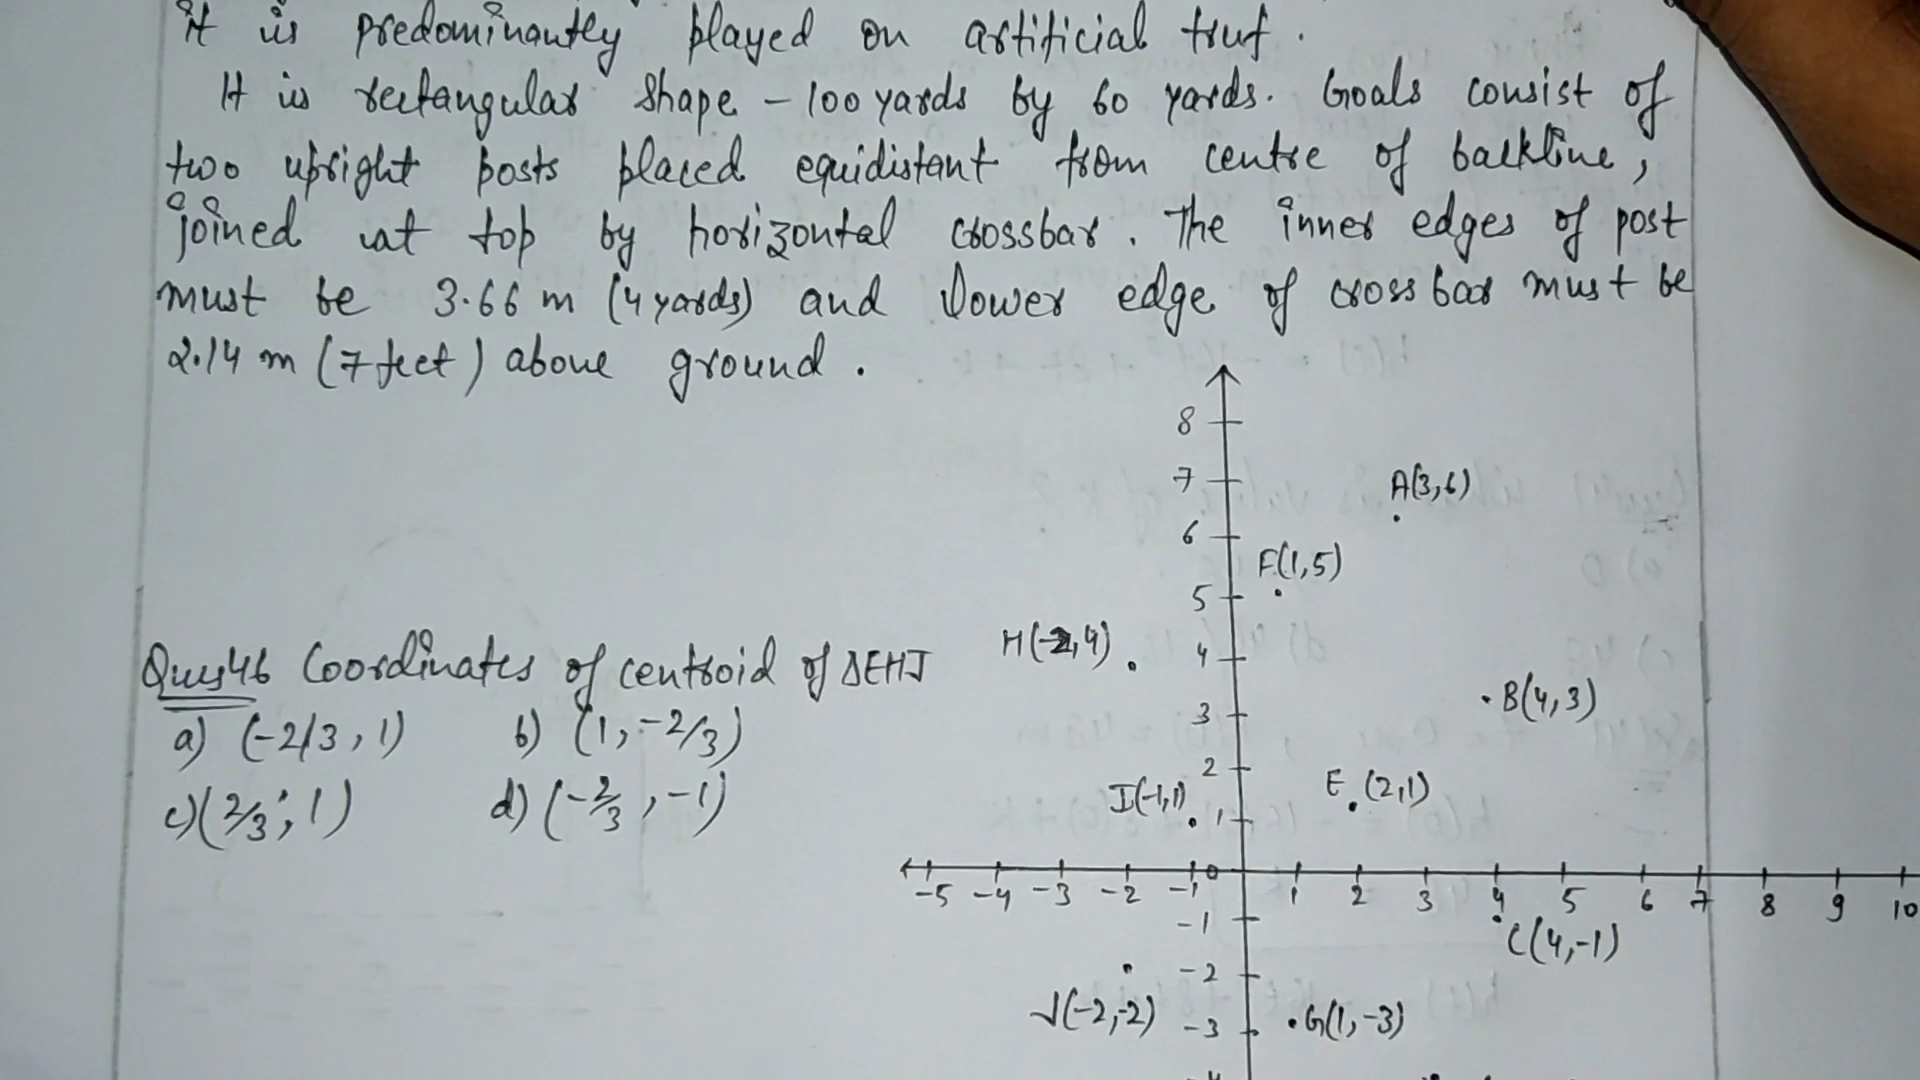 it is predominantly played on artificial truf.
It is rectangular shape - 100 yards by 60 yards. Goals consist of
two upright posts placed equidistant from centre of backline,
joined at top by horizontal crossbar. The inner edges of post
must be 3.66 m (4 yards) and lower edge of crossbar must be
2.14 m (7 feet) above ground.
8
7
A(3,6)
6
F(1,5)
5
Ques46 Coordinates of centroid of ΔEHJ
H(-2,4)
4
a) (-2/3, 1) b) (1, -2/3)
3
B(4,3)
2
c) (2/3, 1) d) (-2/3, -1)
I(-1,1)
E (2,1)
1
0
-5 -4 -3 -2 -1 1 2 3 4 5 6 7 8 9 10
-1
C(4,-1)
-2
J(-2,-2)
-3
G(1,-3)